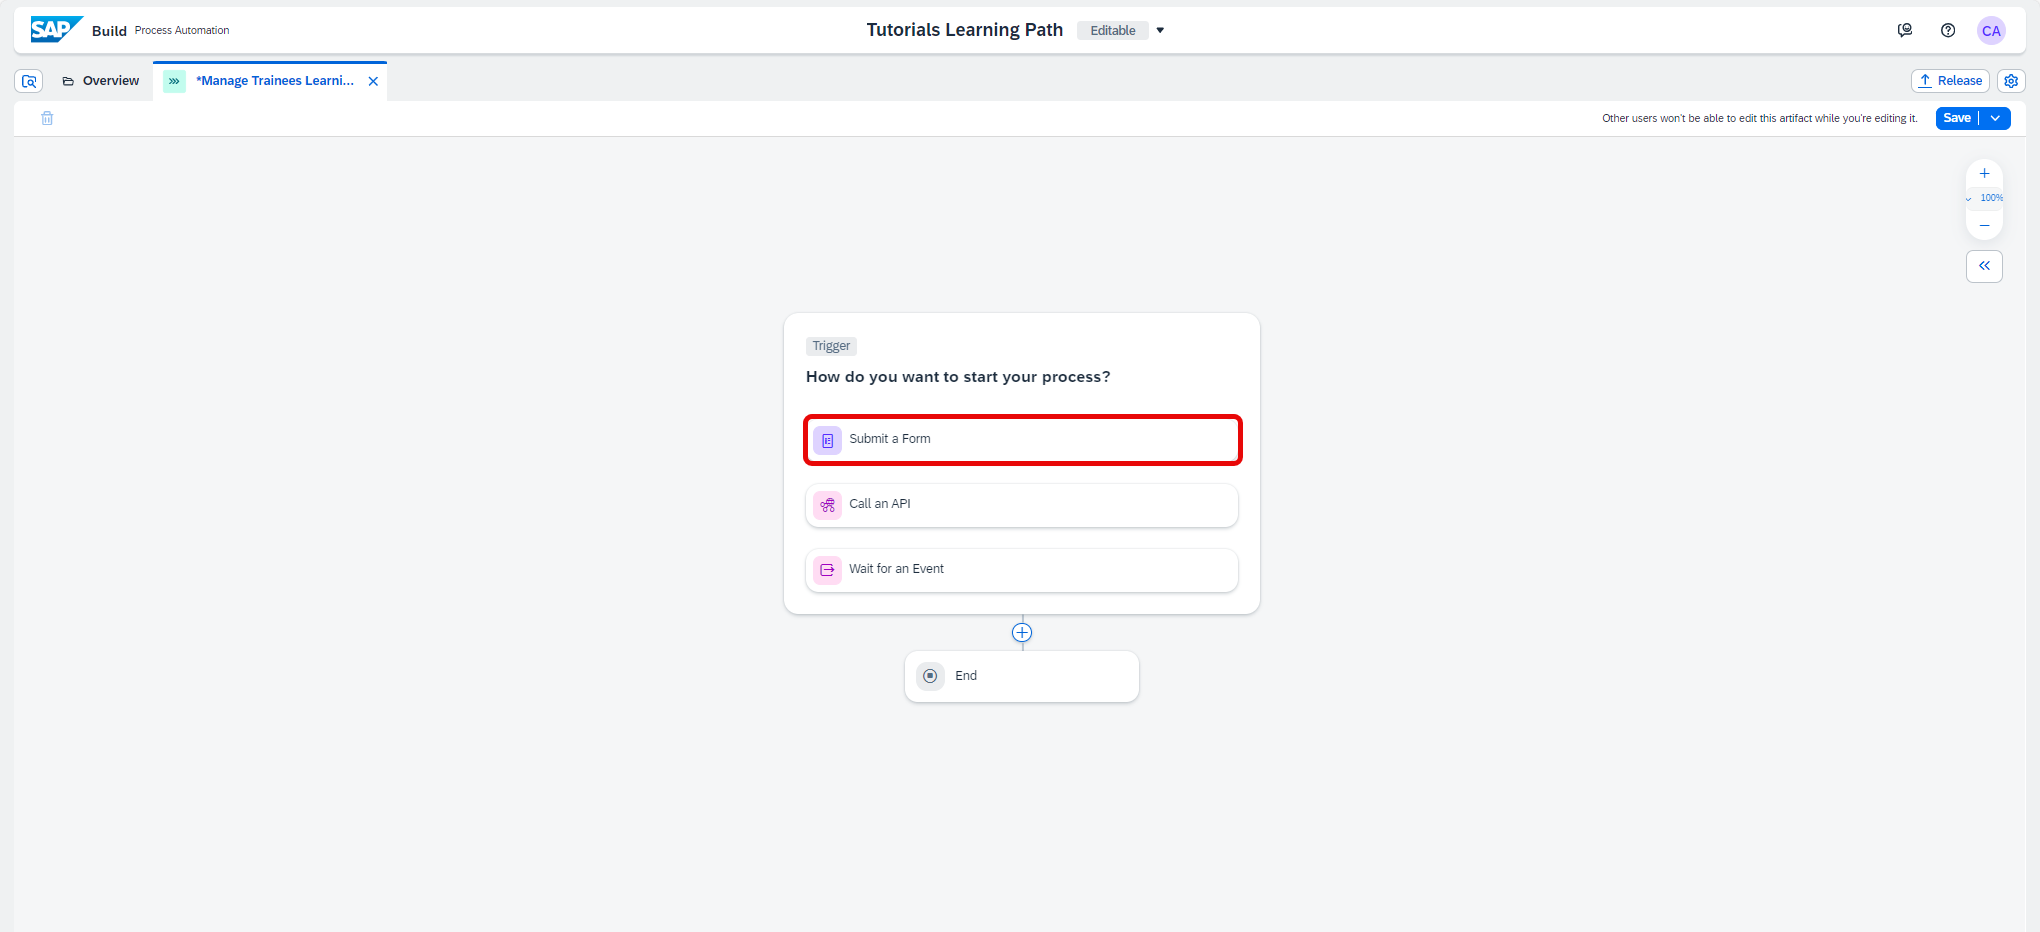 SAP Build Process Automation
Tutorials Learning Path Editable
CA
Overview
*Manage Trainees Learni...
Release
Other users won't be able to edit this artifact while you're editing it.
Save
100%
Trigger
How do you want to start your process?
Submit a Form
Call an API
Wait for an Event
End